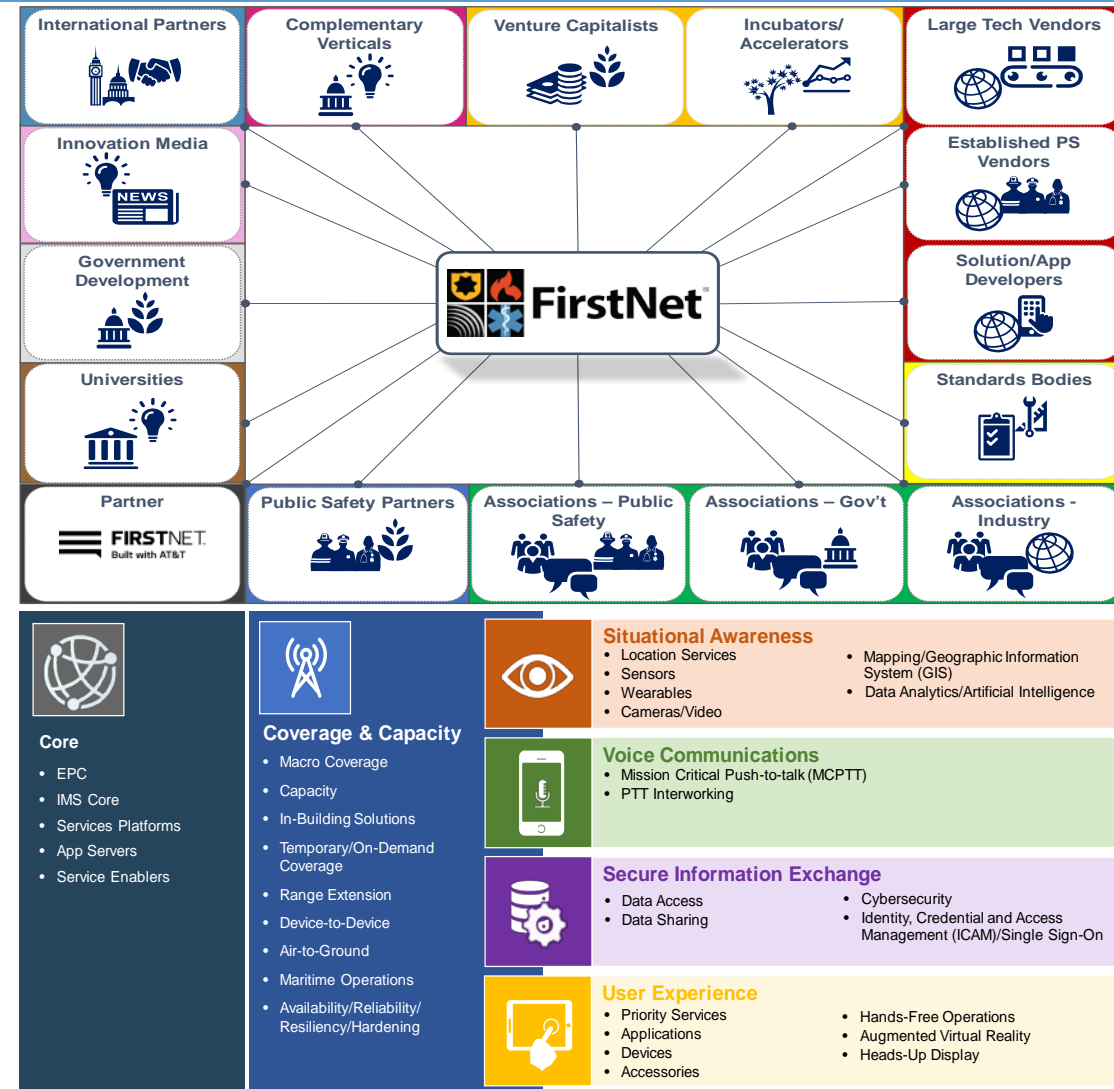 International Partners
Complementary
Verticals
Venture Capitalists
Incubators/
Accelerators
Large Tech Vendors
Innovation Media
NEWS
Established PS
Vendors
Government
Development
FirstNet™
Solution/App
Developers
Universities
Standards Bodies
Partner
FIRSTNET.
Built with AT&T
Public Safety Partners
Associations – Public
Safety
Associations – Gov't
Associations -
Industry
Core
• EPC
• IMS Core
• Services Platforms
• App Servers
• Service Enablers
Coverage & Capacity
• Macro Coverage
• Capacity
• In-Building Solutions
• Temporary/On-Demand
Coverage
• Range Extension
• Device-to-Device
• Air-to-Ground
• Maritime Operations
• Availability/Reliability/
Resiliency/Hardening
Situational Awareness
• Location Services
• Sensors
• Wearables
• Cameras/Video
• Mapping/Geographic Information
System (GIS)
• Data Analytics/Artificial Intelligence
Voice Communications
• Mission Critical Push-to-talk (MCPTT)
• PTT Interworking
Secure Information Exchange
• Data Access
• Data Sharing
• Cybersecurity
• Identity, Credential and Access
Management (ICAM)/Single Sign-On
User Experience
• Priority Services
• Applications
• Devices
• Accessories
• Hands-Free Operations
• Augmented Virtual Reality
• Heads-Up Display